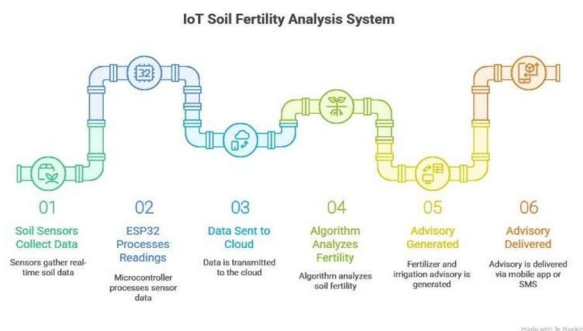 IoT Soil Fertility Analysis System
32
01
Soil Sensors
Collect Data
Sensors gather real-
time soil data
02
ESP32
Processes
Readings
Microcontroller
processes sensor
data
03
Data Sent to
Cloud
Data is transmitted
to the cloud
04
Algorithm
Analyzes
Fertility
Algorithm analyzes
soil fertility
05
Advisory
Generated
Fertilizer and
irrigation advisory is
generated
06
Advisory
Delivered
Advisory is delivered
via mobile app or
SMS
Made with